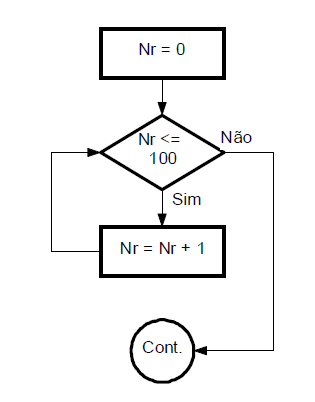 Nr = 0
Nr <=
100
Não
Sim
Nr = Nr + 1
Cont.